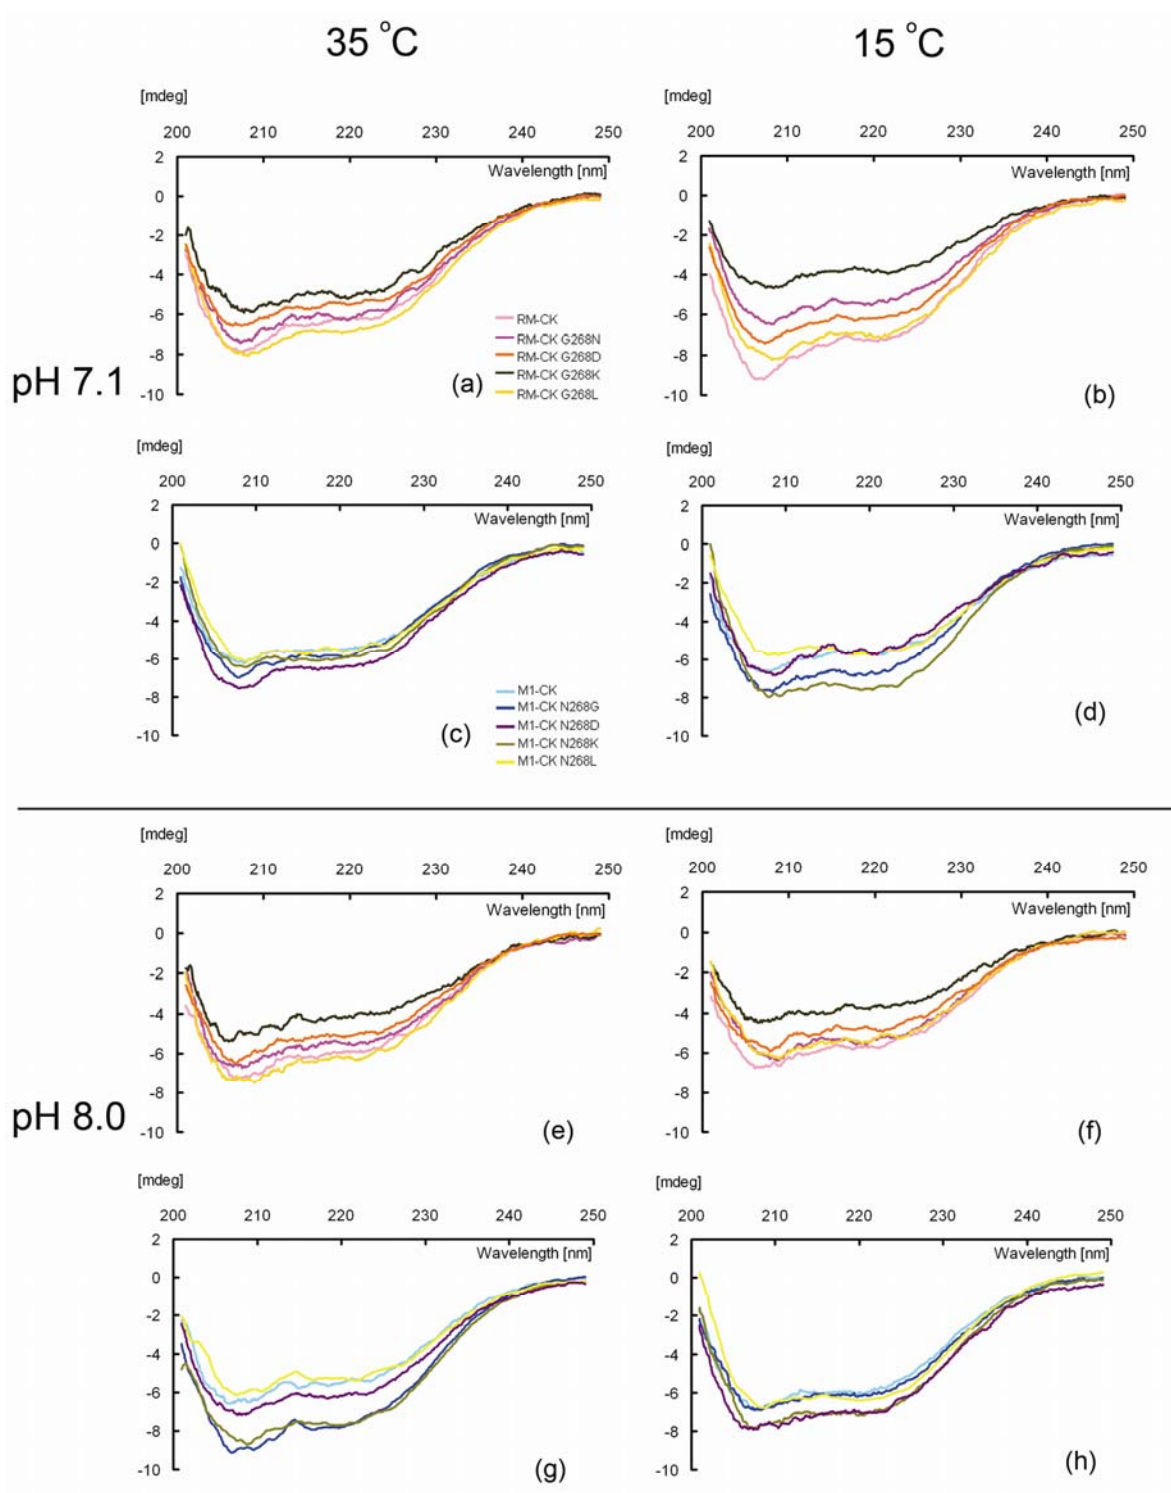 35 °C
15 °C
pH 7.1
[mdeg]
200 210 220 230 240 250
Wavelength [nm]
2
0
-2
-4
-6
-8
-10
RM-CK
RM-CK G268N
RM-CK G268D
RM-CK G268K
RM-CK G268L
(a)
[mdeg]
200 210 220 230 240 250
Wavelength [nm]
2
0
-2
-4
-6
-8
-10
(b)
[mdeg]
200 210 220 230 240 250
Wavelength [nm]
2
0
-2
-4
-6
-8
-10
M1-CK
M1-CK N268G
M1-CK N268D
M1-CK N268K
M1-CK N268L
(c)
[mdeg]
200 210 220 230 240 250
Wavelength [nm]
2
0
-2
-4
-6
-8
-10
(d)
pH 8.0
[mdeg]
200 210 220 230 240 250
Wavelength [nm]
2
0
-2
-4
-6
-8
-10
(e)
[mdeg]
200 210 220 230 240 250
Wavelength [nm]
2
0
-2
-4
-6
-8
-10
(f)
[mdeg]
200 210 220 230 240 250
Wavelength [nm]
2
0
-2
-4
-6
-8
-10
(g)
[mdeg]
200 210 220 230 240 250
Wavelength [nm]
2
0
-2
-4
-6
-8
-10
(h)